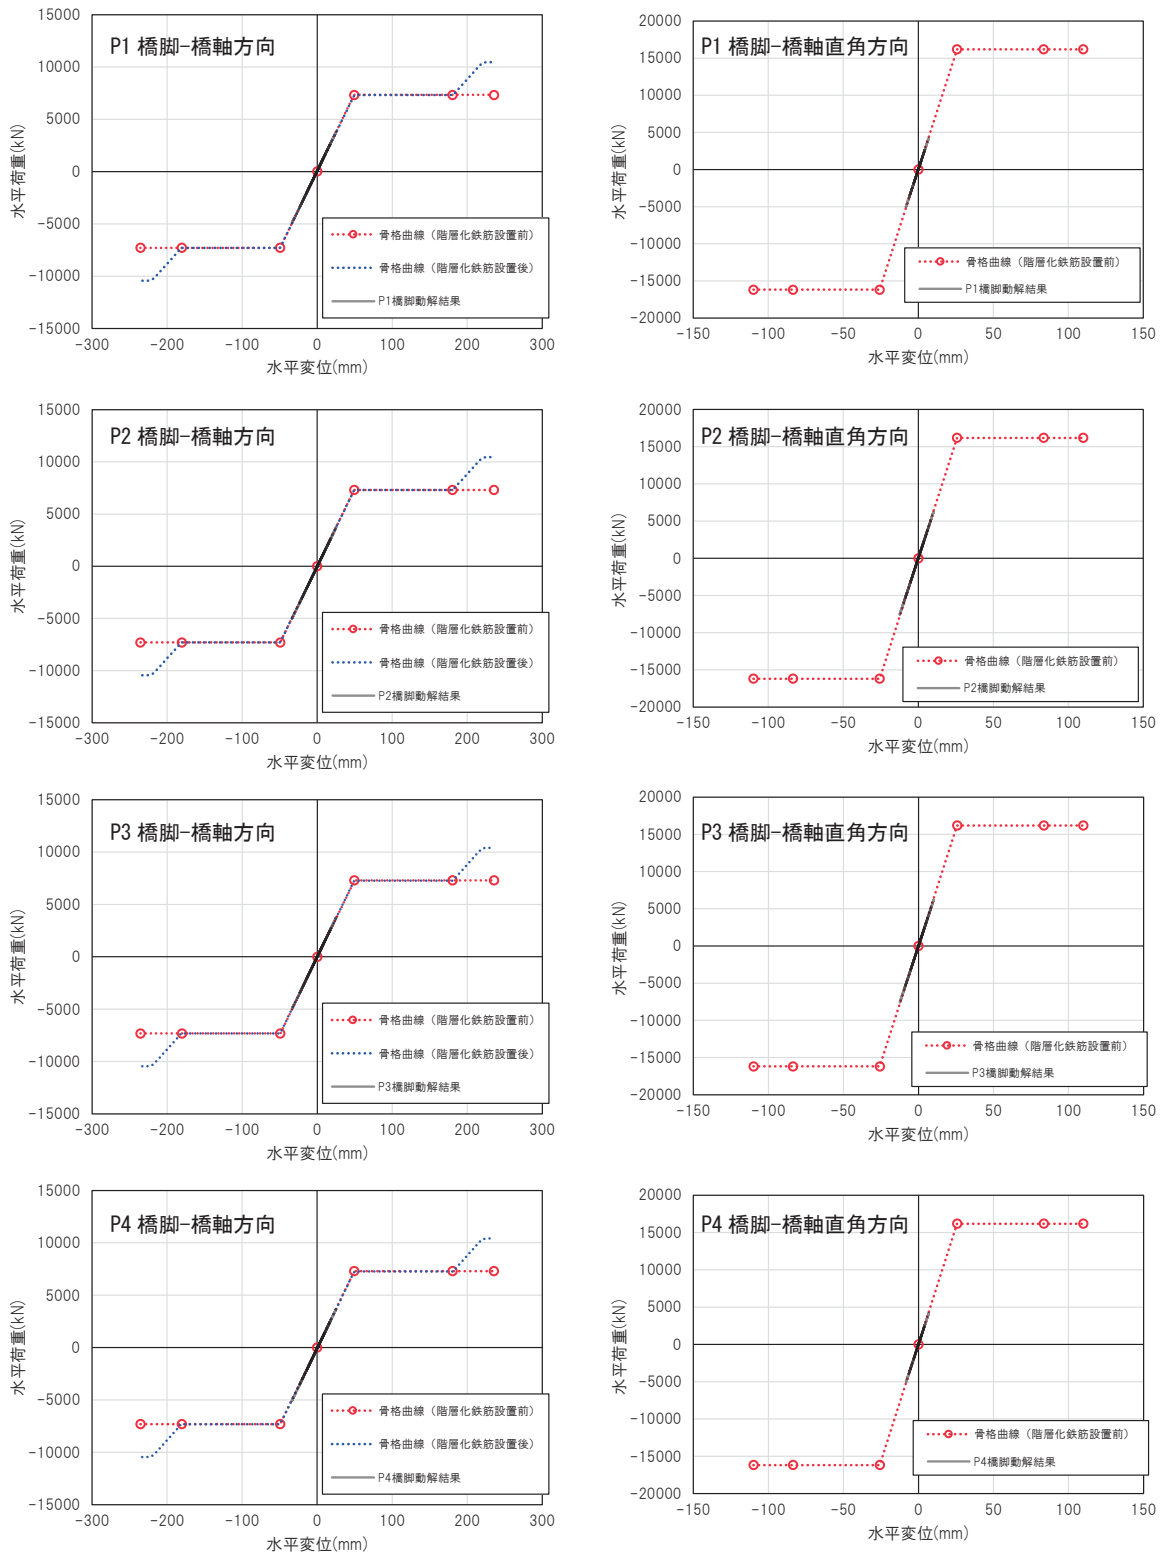 P1 橋脚-橋軸方向
15000
10000
5000
0
-5000
-10000
-15000
-300
-200
-100
0
100
200
300
水平荷重(kN)
水平変位(mm)
骨格曲線（階層化鉄筋設置前）
骨格曲線（階層化鉄筋設置後）
P1橋脚動解結果
P1 橋脚-橋軸直角方向
20000
15000
10000
5000
0
-5000
-10000
-15000
-20000
-150
-100
-50
0
50
100
150
水平荷重(kN)
水平変位(mm)
骨格曲線（階層化鉄筋設置前）
P1橋脚動解結果
P2 橋脚-橋軸方向
15000
10000
5000
0
-5000
-10000
-15000
-300
-200
-100
0
100
200
300
水平荷重(kN)
水平変位(mm)
骨格曲線（階層化鉄筋設置前）
骨格曲線（階層化鉄筋設置後）
P2橋脚動解結果
P2 橋脚-橋軸直角方向
20000
15000
10000
5000
0
-5000
-10000
-15000
-20000
-150
-100
-50
0
50
100
150
水平荷重(kN)
水平変位(mm)
骨格曲線（階層化鉄筋設置前）
P2橋脚動解結果
P3 橋脚-橋軸方向
15000
10000
5000
0
-5000
-10000
-15000
-300
-200
-100
0
100
200
300
水平荷重(kN)
水平変位(mm)
骨格曲線（階層化鉄筋設置前）
骨格曲線（階層化鉄筋設置後）
P3橋脚動解結果
P3 橋脚-橋軸直角方向
20000
15000
10000
5000
0
-5000
-10000
-15000
-20000
-150
-100
-50
0
50
100
150
水平荷重(kN)
水平変位(mm)
骨格曲線（階層化鉄筋設置前）
P3橋脚動解結果
P4 橋脚-橋軸方向
15000
10000
5000
0
-5000
-10000
-15000
-300
-200
-100
0
100
200
300
水平荷重(kN)
水平変位(mm)
骨格曲線（階層化鉄筋設置前）
骨格曲線（階層化鉄筋設置後）
P4橋脚動解結果
P4 橋脚-橋軸直角方向
20000
15000
10000
5000
0
-5000
-10000
-15000
-20000
-150
-100
-50
0
50
100
150
水平荷重(kN)
水平変位(mm)
骨格曲線（階層化鉄筋設置前）
P4橋脚動解結果